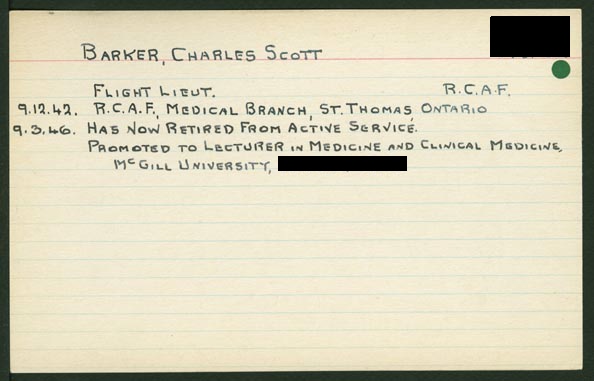 BARKER, CHARLES SCOTT
FLIGHT LIEUT. R.C.A.F.
9.12.42. R.C.A.F., MEDICAL BRANCH, ST. THOMAS, ONTARIO
9.3.46. HAS NOW RETIRED FROM ACTIVE SERVICE.
PROMOTED TO LECTURER IN MEDICINE AND CLINICAL MEDICINE,
McGILL UNIVERSITY,